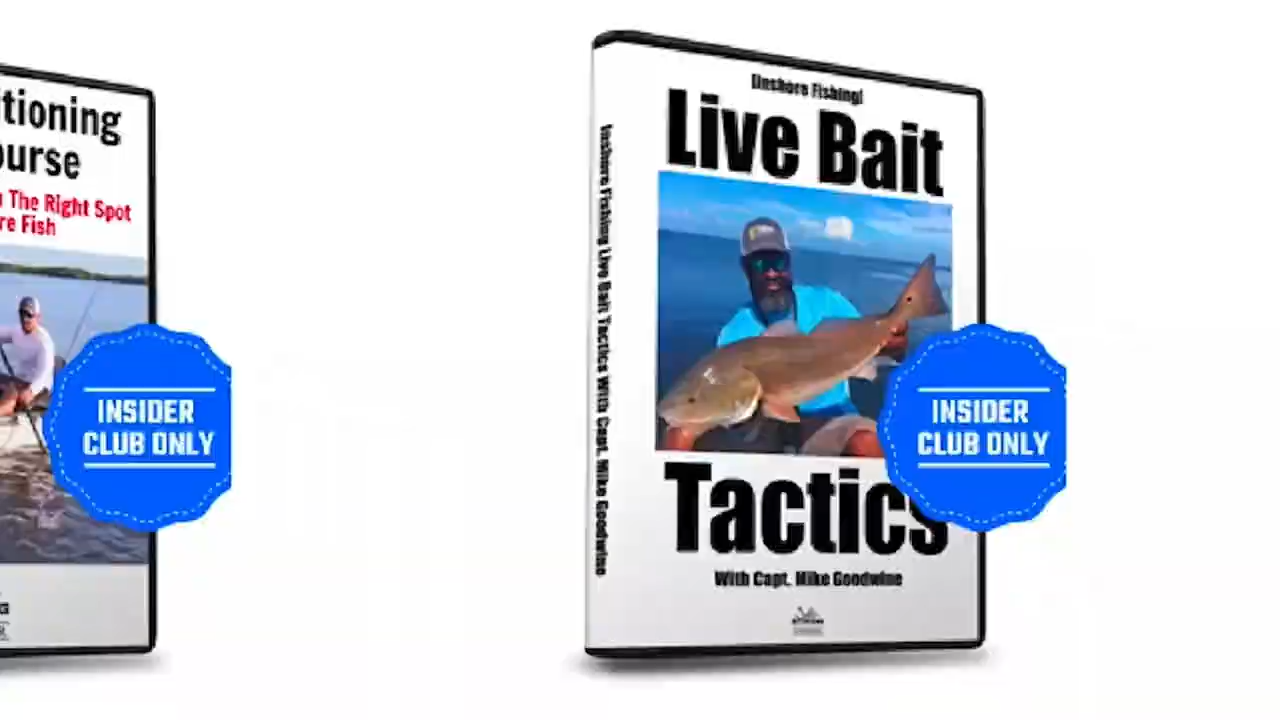 tioning
ourse
The Right Spot
re Fish
INSIDER
CLUB ONLY
Inshore Fishing Live Bait Tactics With Capt. Mike Goodwine
Inshore Fishing!
Live Bait
Tactics
With Capt. Mike Goodwine
INSIDER
CLUB ONLY